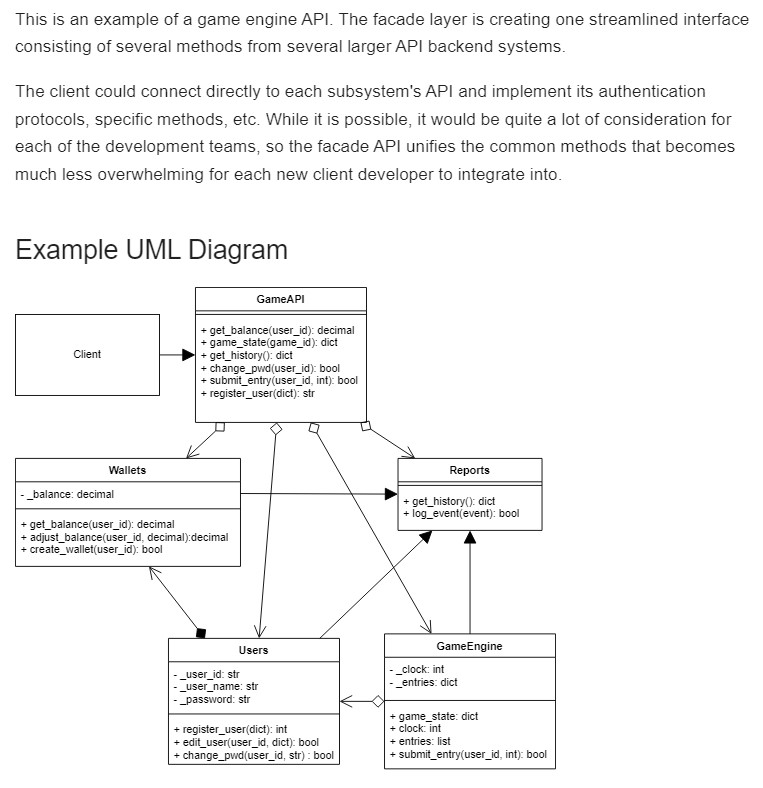 This is an example of a game engine API. The facade layer is creating one streamlined interface
consisting of several methods from several larger API backend systems.
The client could connect directly to each subsystem's API and implement its authentication
protocols, specific methods, etc. While it is possible, it would be quite a lot of consideration for
each of the development teams, so the facade API unifies the common methods that becomes
much less overwhelming for each new client developer to integrate into.
Example UML Diagram
GameAPI
+ get_balance(user_id): decimal
+ game_state(game_id): dict
+ get_history(): dict
+ change_pwd(user_id): bool
+ submit_entry(user_id, int): bool
+ register_user(dict): str
Client
Wallets
- _balance: decimal
+ get_balance(user_id): decimal
+ adjust_balance(user_id, decimal):decimal
+ create_wallet(user_id): bool
Reports
+ get_history(): dict
+ log_event(event): bool
Users
- _user_id: str
- _user_name: str
- _password: str
+ register_user(dict): int
+ edit_user(user_id, dict): bool
+ change_pwd(user_id, str) : bool
GameEngine
- _clock: int
- _entries: dict
+ game_state: dict
+ clock: int
+ entries: list
+ submit_entry(user_id, int): bool